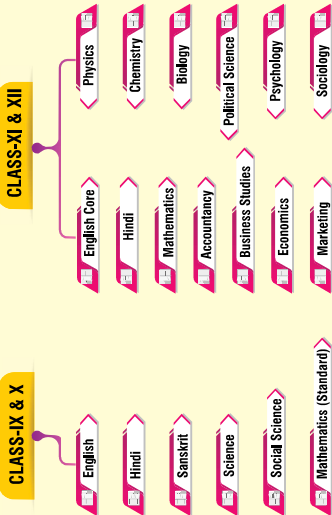 CLASS-IX & X
English
Hindi
Sanskrit
Science
Social Science
Mathematics (Standard)
CLASS-XI & XII
English Core
Hindi
Mathematics
Accountancy
Business Studies
Economics
Marketing
Physics
Chemistry
Biology
Political Science
Psychology
Sociology